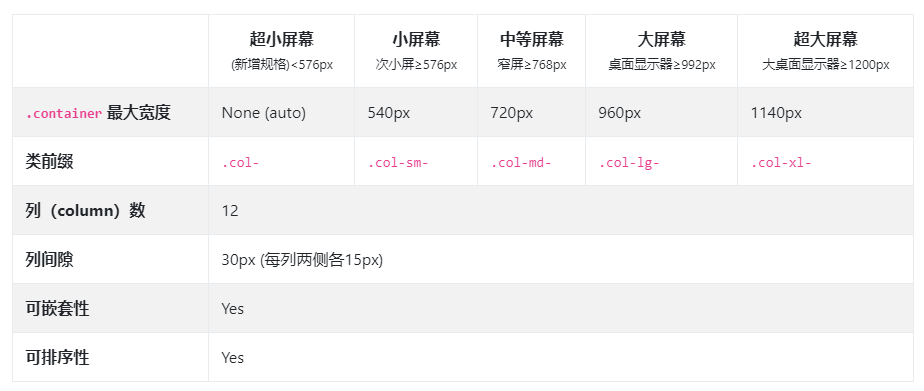 超小屏幕
(新增规格)<576px
小屏幕
次小屏≥576px
中等屏幕
窄屏≥768px
大屏幕
桌面显示器≥992px
超大屏幕
大桌面显示器≥1200px
.container 最大宽度
None (auto)
540px
720px
960px
1140px
类前缀
.col-
.col-sm-
.col-md-
.col-lg-
.col-xl-
列（column）数
12
列间隙
30px (每列两侧各15px)
可嵌套性
Yes
可排序性
Yes